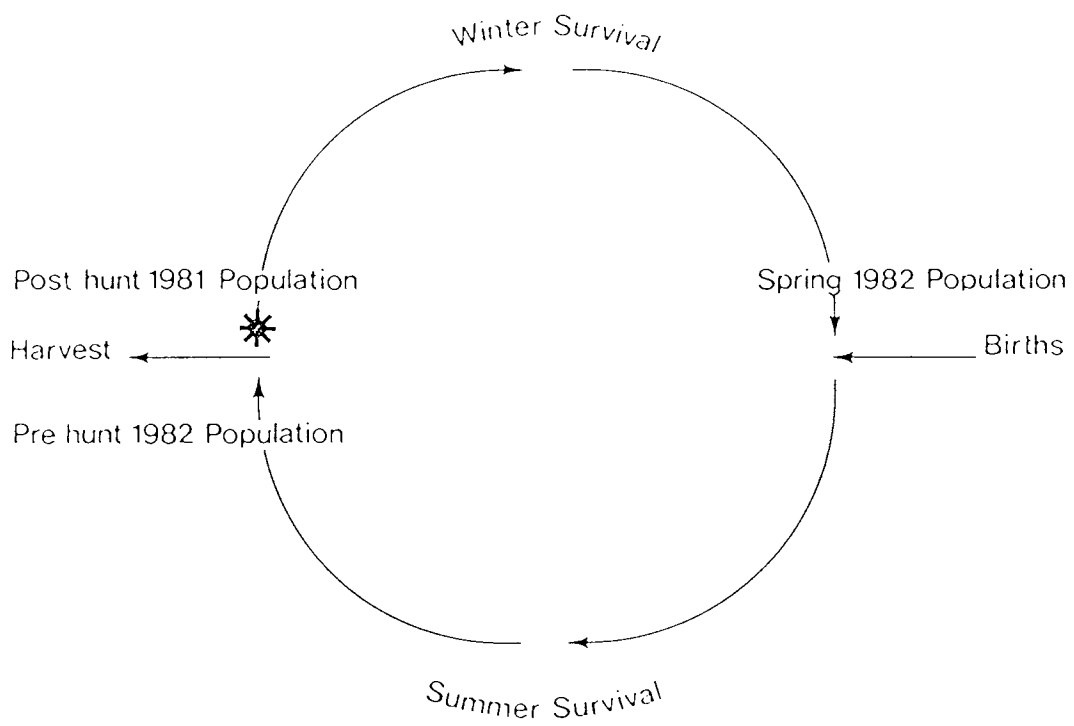 Winter Survival
Post hunt 1981 Population
Spring 1982 Population
Harvest
Births
Pre hunt 1982 Population
Summer Survival